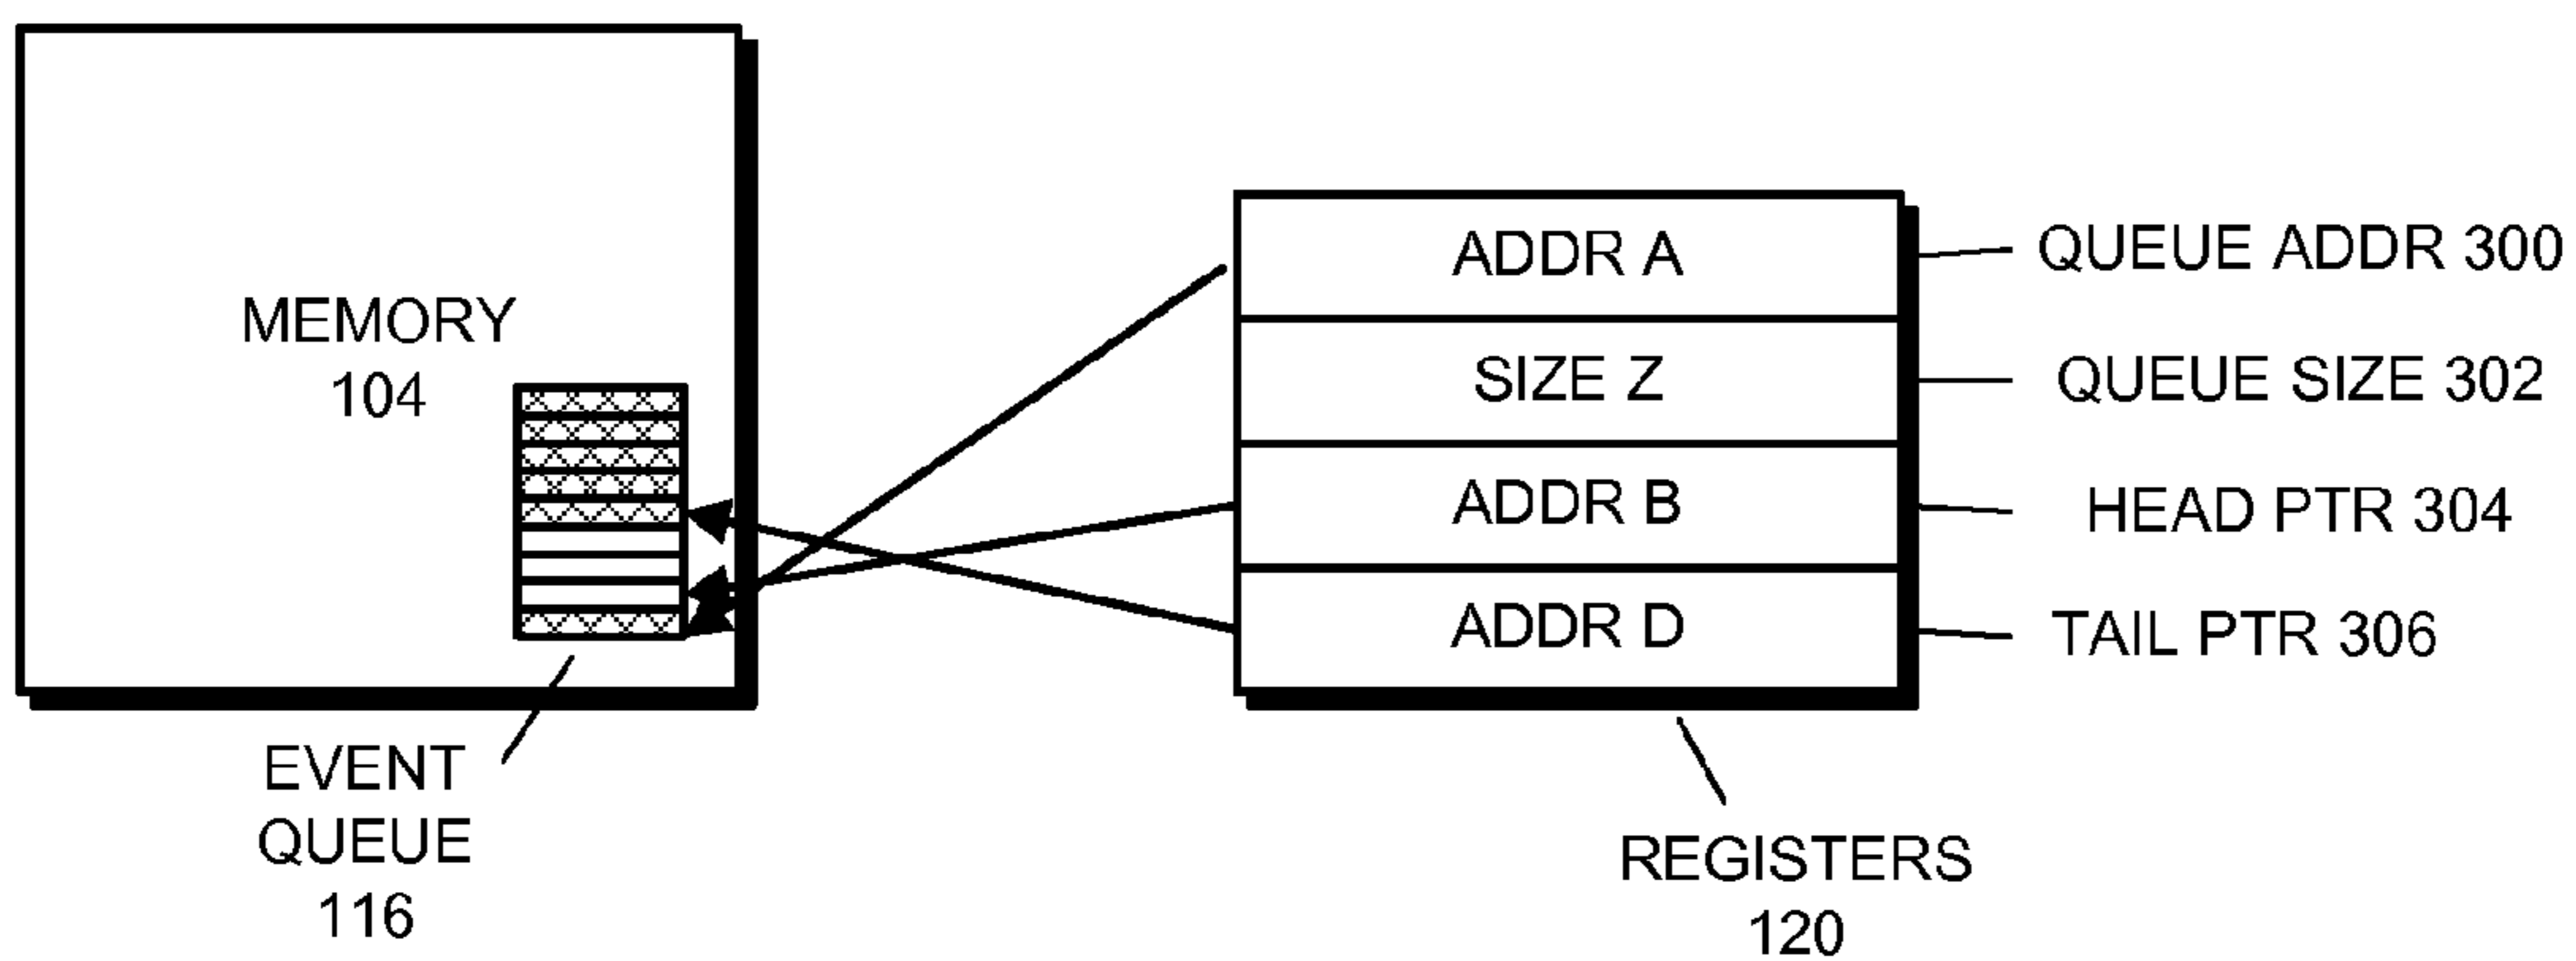 MEMORY
104
EVENT
QUEUE
116
ADDR A
SIZE Z
ADDR B
ADDR D
QUEUE ADDR 300
QUEUE SIZE 302
HEAD PTR 304
TAIL PTR 306
REGISTERS
120